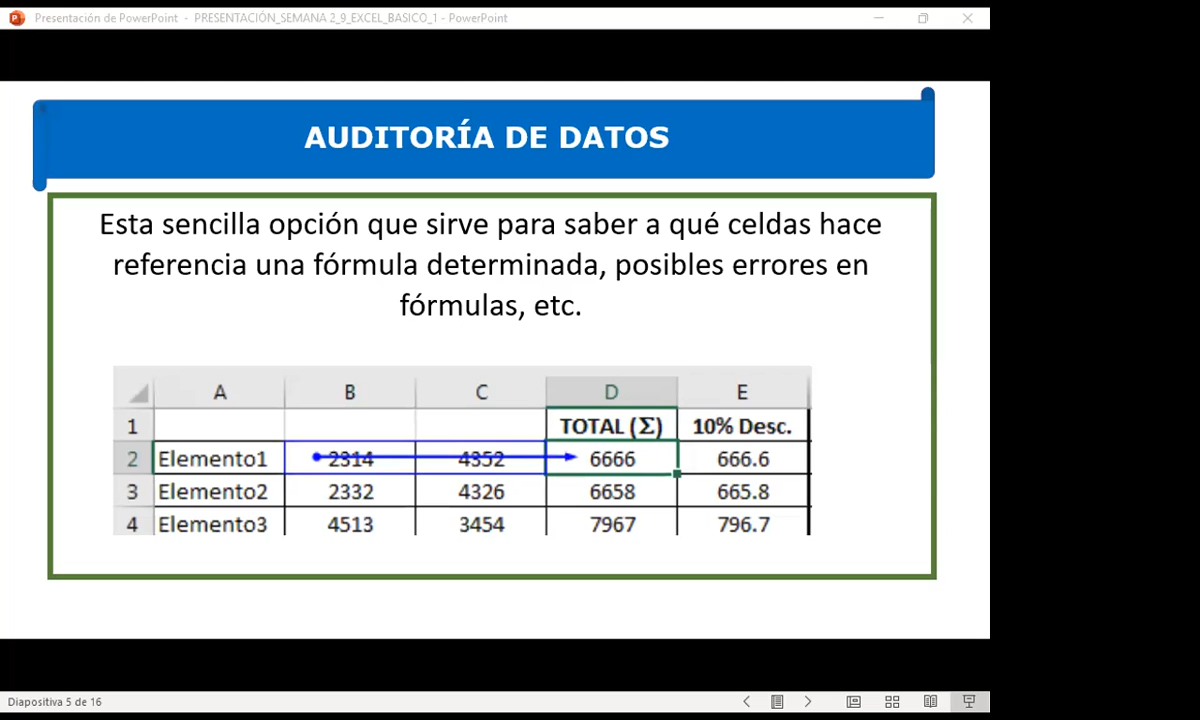 Presentación de PowerPoint - PRESENTACIÓN_SEMANA 2_9_EXCEL_BASICO_1 - PowerPoint
AUDITORÍA DE DATOS
Esta sencilla opción que sirve para saber a qué celdas hace
referencia una fórmula determinada, posibles errores en
fórmulas, etc.
A B C D E
1 TOTAL (Σ) 10% Desc.
2 Elemento1 2314 4352 6666 666.6
3 Elemento2 2332 4326 6658 665.8
4 Elemento3 4513 3454 7967 796.7
Diapositiva 5 de 16